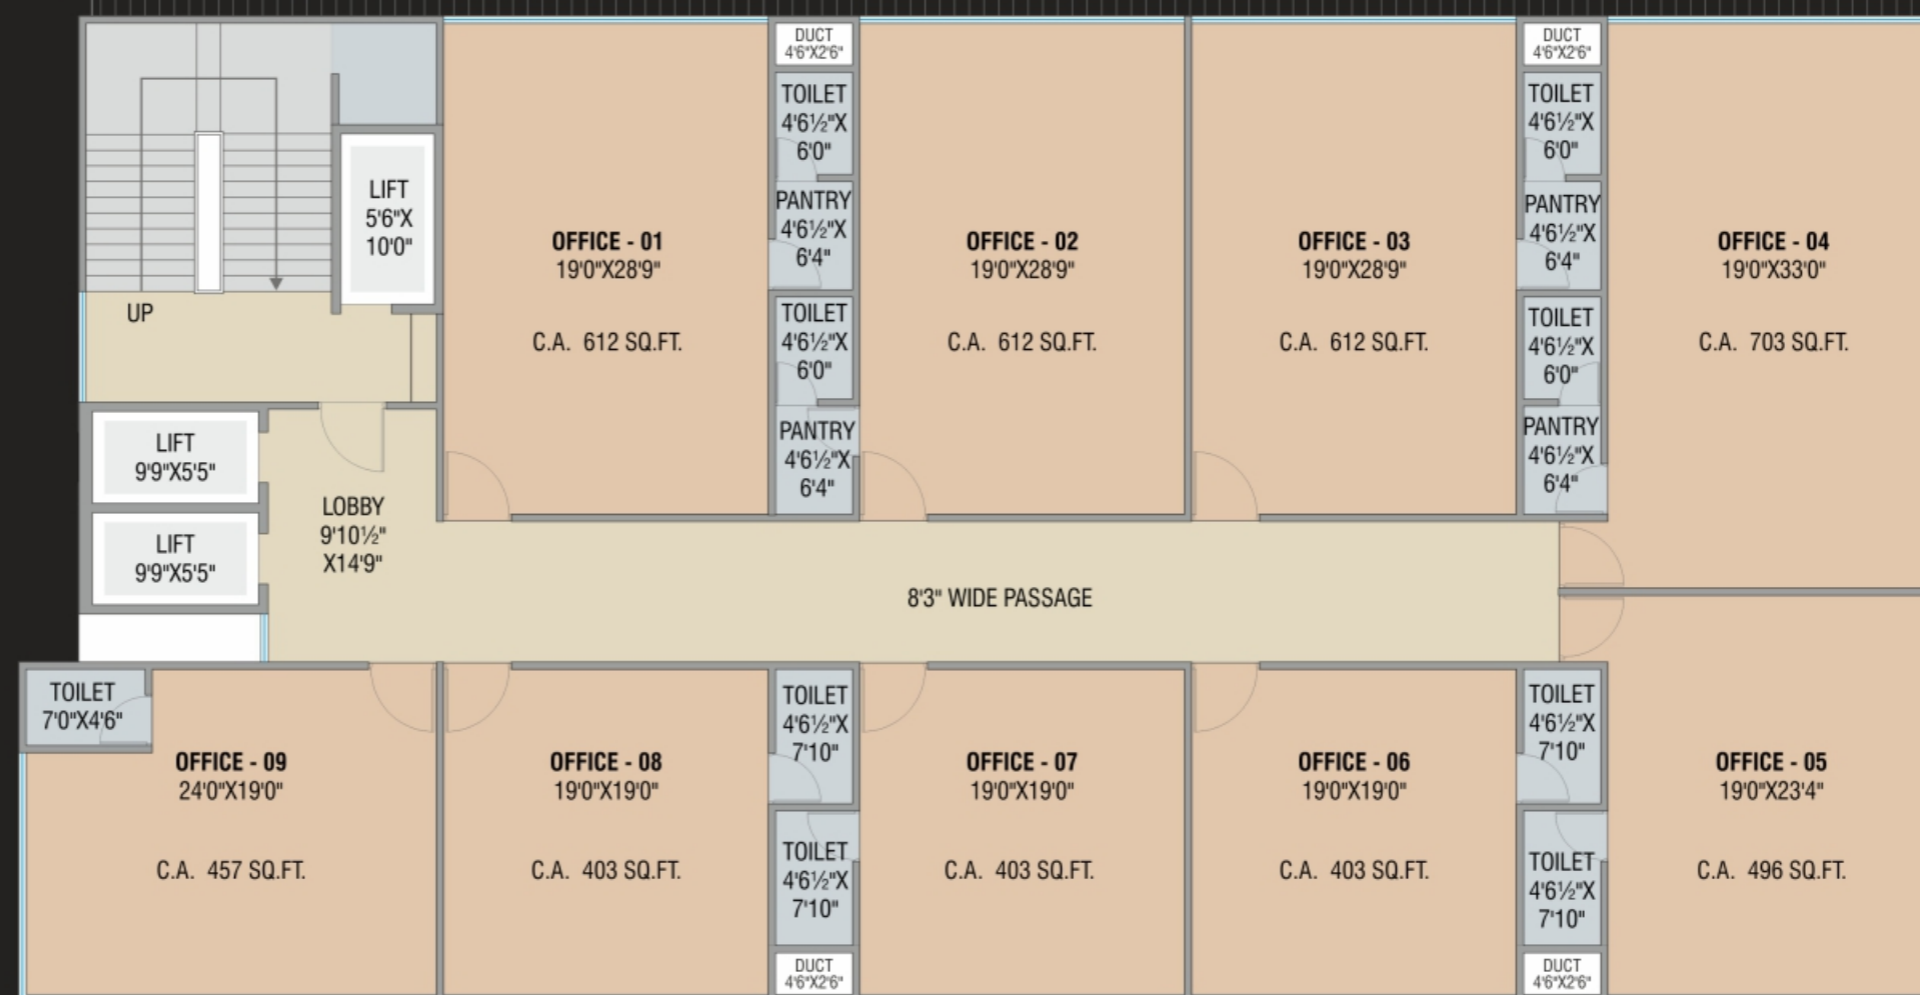 DUCT
4'6"X2'6"
DUCT
4'6"X2'6"
TOILET
4'6½"X
6'0"
TOILET
4'6½"X
6'0"
LIFT
5'6"X
10'0"
PANTRY
4'6½"X
6'4"
PANTRY
4'6½"X
6'4"
OFFICE - 01
19'0"X28'9"
C.A. 612 SQ.FT.
OFFICE - 02
19'0"X28'9"
C.A. 612 SQ.FT.
OFFICE - 03
19'0"X28'9"
C.A. 612 SQ.FT.
OFFICE - 04
19'0"X33'0"
C.A. 703 SQ.FT.
UP
TOILET
4'6½"X
6'0"
TOILET
4'6½"X
6'0"
PANTRY
4'6½"X
6'4"
PANTRY
4'6½"X
6'4"
LIFT
9'9"X5'5"
LIFT
9'9"X5'5"
LOBBY
9'10½"
X14'9"
8'3" WIDE PASSAGE
TOILET
7'0"X4'6"
TOILET
4'6½"X
7'10"
TOILET
4'6½"X
7'10"
OFFICE - 09
24'0"X19'0"
C.A. 457 SQ.FT.
OFFICE - 08
19'0"X19'0"
C.A. 403 SQ.FT.
OFFICE - 07
19'0"X19'0"
C.A. 403 SQ.FT.
OFFICE - 06
19'0"X19'0"
C.A. 403 SQ.FT.
OFFICE - 05
19'0"X23'4"
C.A. 496 SQ.FT.
TOILET
4'6½"X
7'10"
TOILET
4'6½"X
7'10"
DUCT
4'6"X2'6"
DUCT
4'6"X2'6"